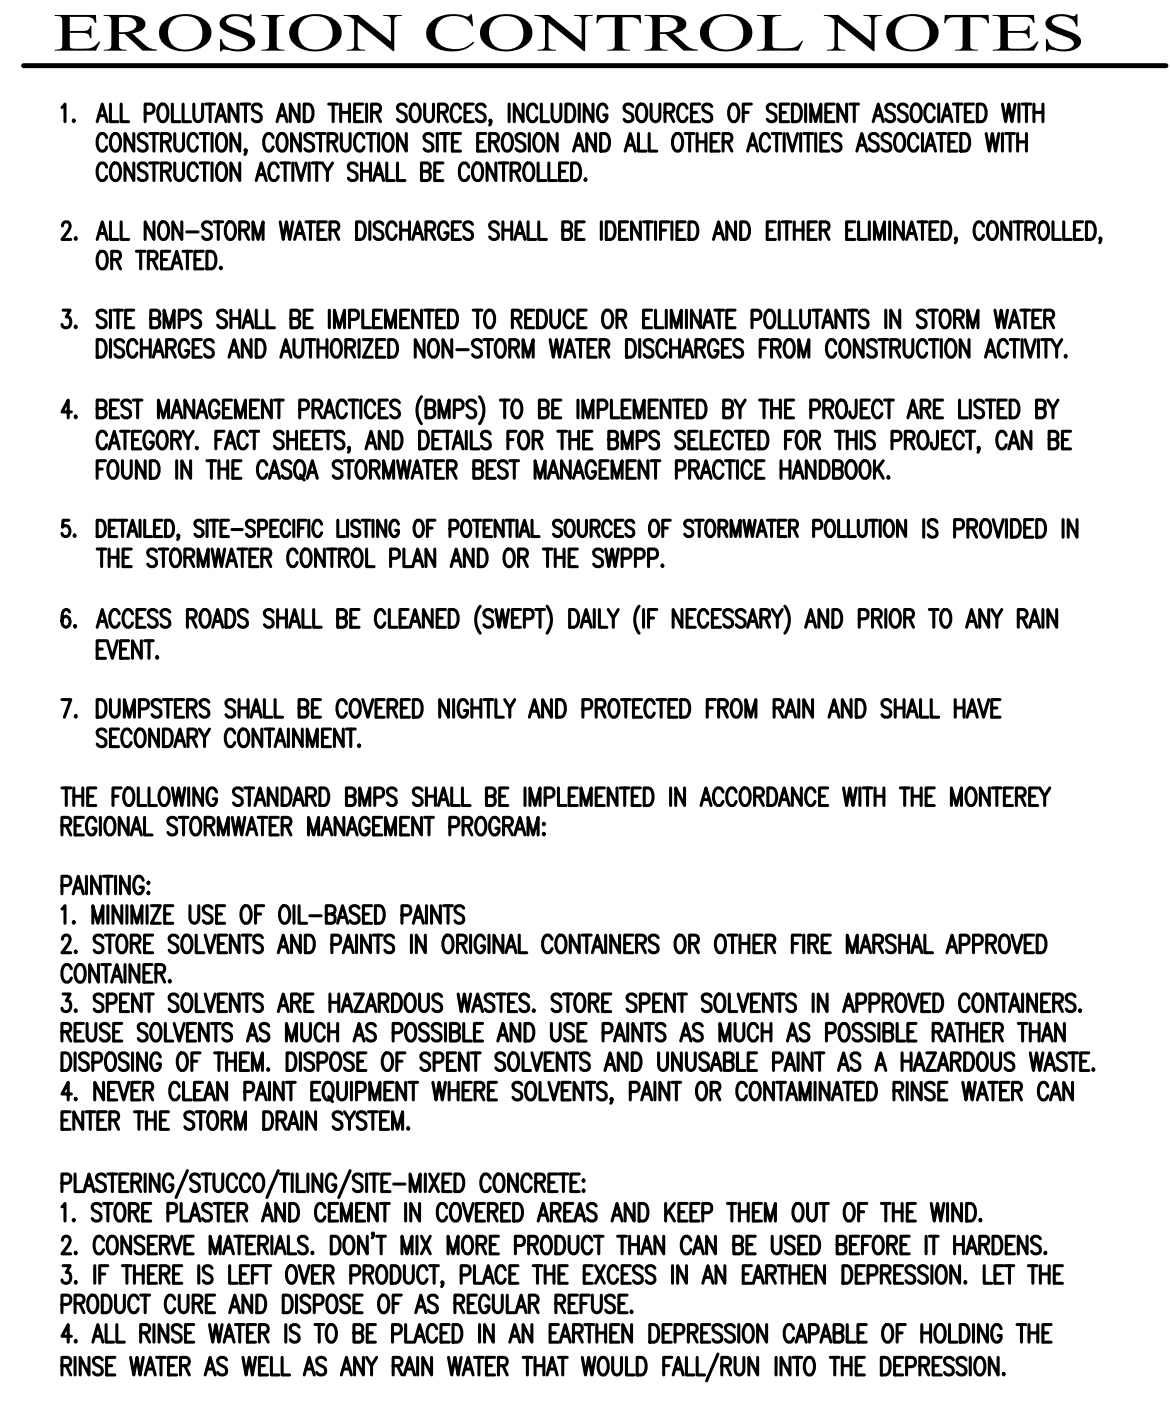 EROSION CONTROL NOTES
1. ALL POLLUTANTS AND THEIR SOURCES, INCLUDING SOURCES OF SEDIMENT ASSOCIATED WITH
CONSTRUCTION, CONSTRUCTION SITE EROSION AND ALL OTHER ACTIVITIES ASSOCIATED WITH
CONSTRUCTION ACTIVITY SHALL BE CONTROLLED.
2. ALL NON-STORM WATER DISCHARGES SHALL BE IDENTIFIED AND EITHER ELIMINATED, CONTROLLED,
OR TREATED.
3. SITE BMPS SHALL BE IMPLEMENTED TO REDUCE OR ELIMINATE POLLUTANTS IN STORM WATER
DISCHARGES AND AUTHORIZED NON-STORM WATER DISCHARGES FROM CONSTRUCTION ACTIVITY.
4. BEST MANAGEMENT PRACTICES (BMPS) TO BE IMPLEMENTED BY THE PROJECT ARE LISTED BY
CATEGORY. FACT SHEETS, AND DETAILS FOR THE BMPS SELECTED FOR THIS PROJECT, CAN BE
FOUND IN THE CASQA STORMWATER BEST MANAGEMENT PRACTICE HANDBOOK.
5. DETAILED, SITE-SPECIFIC LISTING OF POTENTIAL SOURCES OF STORMWATER POLLUTION IS PROVIDED IN
THE STORMWATER CONTROL PLAN AND OR THE SWPPP.
6. ACCESS ROADS SHALL BE CLEANED (SWEPT) DAILY (IF NECESSARY) AND PRIOR TO ANY RAIN
EVENT.
7. DUMPSTERS SHALL BE COVERED NIGHTLY AND PROTECTED FROM RAIN AND SHALL HAVE
SECONDARY CONTAINMENT.
THE FOLLOWING STANDARD BMPS SHALL BE IMPLEMENTED IN ACCORDANCE WITH THE MONTEREY
REGIONAL STORMWATER MANAGEMENT PROGRAM:
PAINTING:
1. MINIMIZE USE OF OIL-BASED PAINTS
2. STORE SOLVENTS AND PAINTS IN ORIGINAL CONTAINERS OR OTHER FIRE MARSHAL APPROVED
CONTAINER.
3. SPENT SOLVENTS ARE HAZARDOUS WASTES. STORE SPENT SOLVENTS IN APPROVED CONTAINERS.
REUSE SOLVENTS AS MUCH AS POSSIBLE AND USE PAINTS AS MUCH AS POSSIBLE RATHER THAN
DISPOSING OF THEM. DISPOSE OF SPENT SOLVENTS AND UNUSABLE PAINT AS A HAZARDOUS WASTE.
4. NEVER CLEAN PAINT EQUIPMENT WHERE SOLVENTS, PAINT OR CONTAMINATED RINSE WATER CAN
ENTER THE STORM DRAIN SYSTEM.
PLASTERING/STUCCO/TILING/SITE-MIXED CONCRETE:
1. STORE PLASTER AND CEMENT IN COVERED AREAS AND KEEP THEM OUT OF THE WIND.
2. CONSERVE MATERIALS. DON'T MIX MORE PRODUCT THAN CAN BE USED BEFORE IT HARDENS.
3. IF THERE IS LEFT OVER PRODUCT, PLACE THE EXCESS IN AN EARTHEN DEPRESSION. LET THE
PRODUCT CURE AND DISPOSE OF AS REGULAR REFUSE.
4. ALL RINSE WATER IS TO BE PLACED IN AN EARTHEN DEPRESSION CAPABLE OF HOLDING THE
RINSE WATER AS WELL AS ANY RAIN WATER THAT WOULD FALL/RUN INTO THE DEPRESSION.